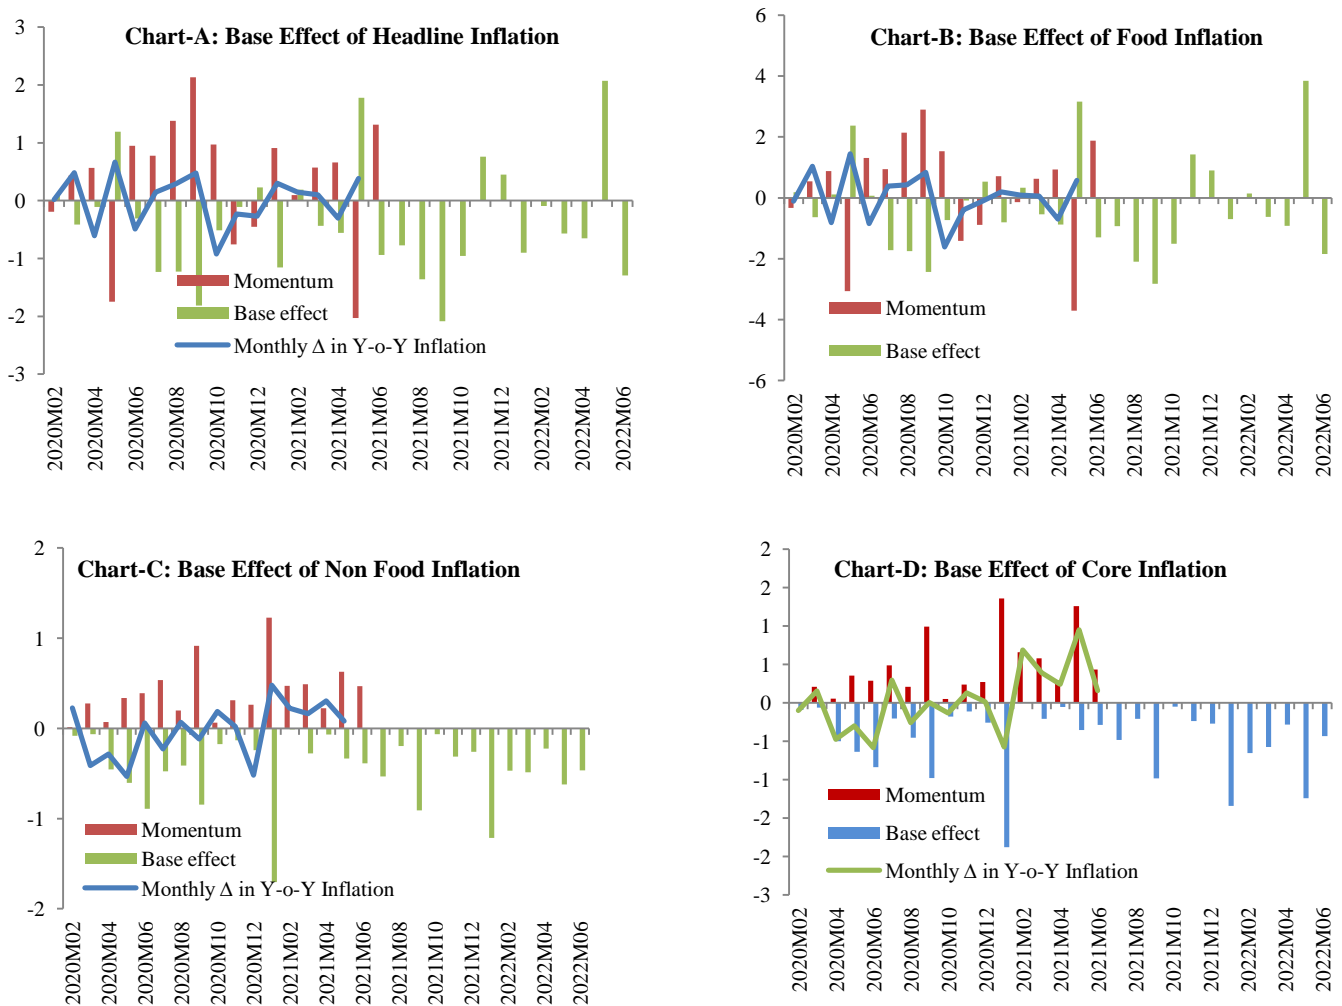 Chart-A: Base Effect of Headline Inflation
3
2
1
0
-1
-2
-3
Momentum
Base effect
Monthly Δ in Y-o-Y Inflation
2020M02
2020M04
2020M06
2020M08
2020M10
2020M12
2021M02
2021M04
2021M06
2021M08
2021M10
2021M12
2022M02
2022M04
2022M06
Chart-B: Base Effect of Food Inflation
6
4
2
0
-2
-4
-6
Momentum
Base effect
2020M02
2020M04
2020M06
2020M08
2020M10
2020M12
2021M02
2021M04
2021M06
2021M08
2021M10
2021M12
2022M02
2022M04
2022M06
Chart-C: Base Effect of Non Food Inflation
2
1
0
-1
-2
Momentum
Base effect
Monthly Δ in Y-o-Y Inflation
2020M02
2020M04
2020M06
2020M08
2020M10
2020M12
2021M02
2021M04
2021M06
2021M08
2021M10
2021M12
2022M02
2022M04
2022M06
Chart-D: Base Effect of Core Inflation
2
2
1
1
0
-1
-1
-2
-2
-3
Momentum
Base effect
Monthly Δ in Y-o-Y Inflation
2020M02
2020M04
2020M06
2020M08
2020M10
2020M12
2021M02
2021M04
2021M06
2021M08
2021M10
2021M12
2022M02
2022M04
2022M06